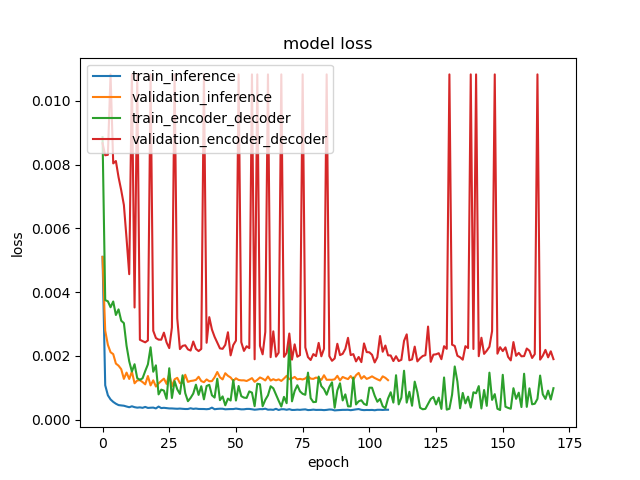 model loss
train_inference
validation_inference
train_encoder_decoder
validation_encoder_decoder
loss
0.010
0.008
0.006
0.004
0.002
0.000
0 25 50 75 100 125 150 175
epoch